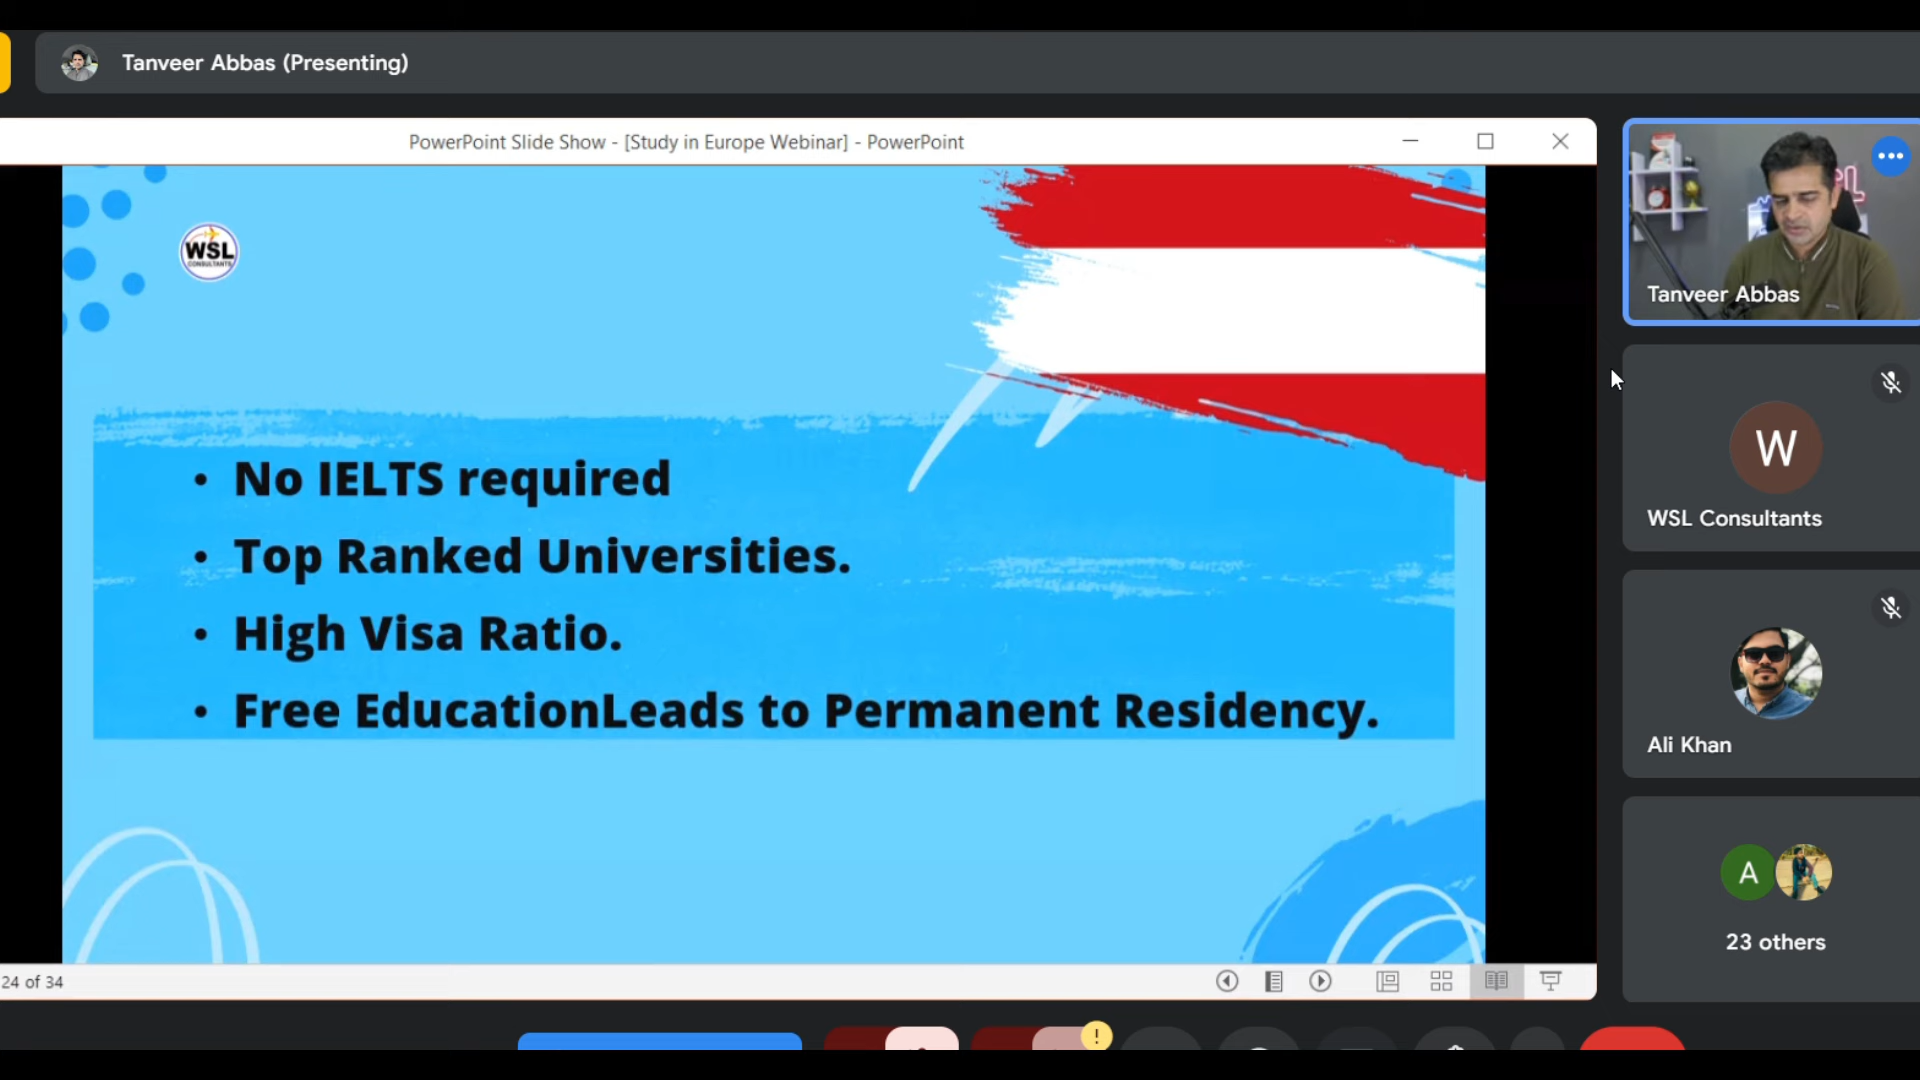 Tanveer Abbas (Presenting)
PowerPoint Slide Show - [Study in Europe Webinar] - PowerPoint
WSL
CONSULTANTS
• No IELTS required
• Top Ranked Universities.
• High Visa Ratio.
• Free EducationLeads to Permanent Residency.
24 of 34
Tanveer Abbas
W
WSL Consultants
Ali Khan
A
23 others